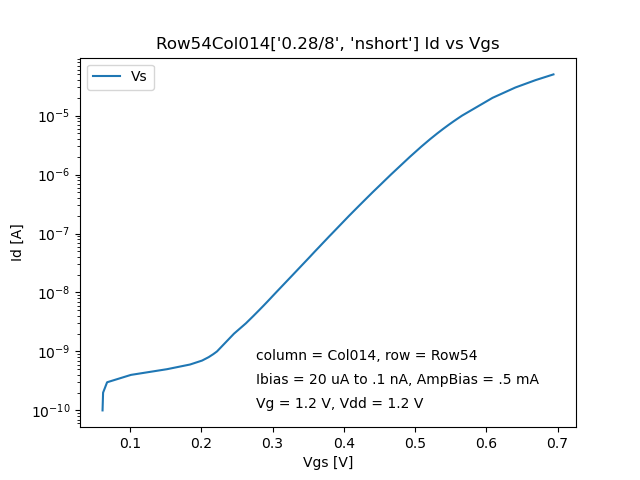 Row54Col014['0.28/8', 'nshort'] Id vs Vgs
Vs
10⁻⁵
10⁻⁶
10⁻⁷
10⁻⁸
10⁻⁹
10⁻¹⁰
Id [A]
column = Col014, row = Row54
Ibias = 20 uA to .1 nA, AmpBias = .5 mA
Vg = 1.2 V, Vdd = 1.2 V
0.1 0.2 0.3 0.4 0.5 0.6 0.7
Vgs [V]